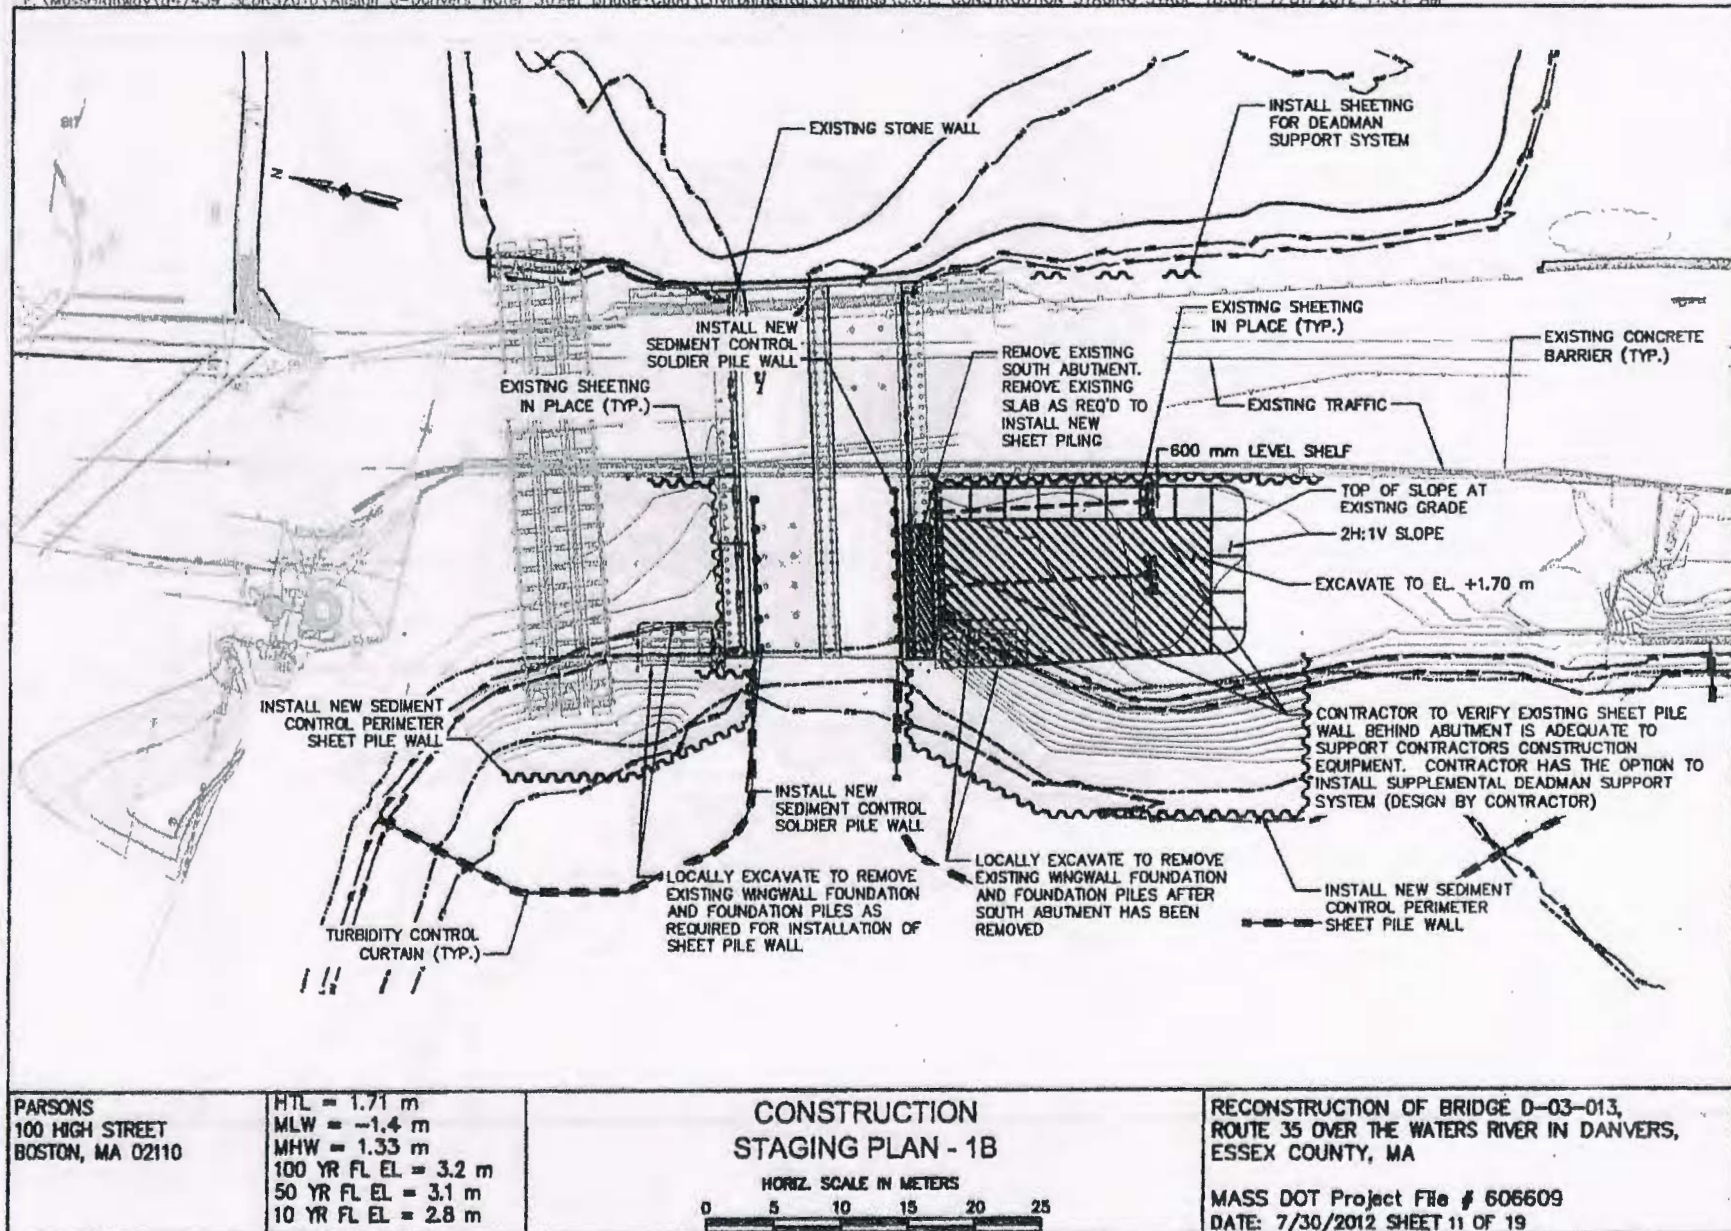 EXISTING STONE WALL
INSTALL SHEETING
FOR DEADMAN
SUPPORT SYSTEM
N
INSTALL NEW
SEDIMENT CONTROL
SOLDIER PILE WALL
EXISTING SHEETING
IN PLACE (TYP.)
REMOVE EXISTING
SOUTH ABUTMENT.
REMOVE EXISTING
SLAB AS REQ'D TO
INSTALL NEW
SHEET PILING
EXISTING SHEETING
IN PLACE (TYP.)
EXISTING CONCRETE
BARRIER (TYP.)
EXISTING TRAFFIC
600 mm LEVEL SHELF
TOP OF SLOPE AT
EXISTING GRADE
2H:1V SLOPE
EXCAVATE TO EL. +1.70 m
INSTALL NEW SEDIMENT
CONTROL PERIMETER
SHEET PILE WALL
CONTRACTOR TO VERIFY EXISTING SHEET PILE
WALL BEHIND ABUTMENT IS ADEQUATE TO
SUPPORT CONTRACTORS CONSTRUCTION
EQUIPMENT. CONTRACTOR HAS THE OPTION TO
INSTALL SUPPLEMENTAL DEADMAN SUPPORT
SYSTEM (DESIGN BY CONTRACTOR)
INSTALL NEW
SEDIMENT CONTROL
SOLDIER PILE WALL
LOCALLY EXCAVATE TO REMOVE
EXISTING WINGWALL FOUNDATION
AND FOUNDATION PILES AS
REQUIRED FOR INSTALLATION OF
SHEET PILE WALL
LOCALLY EXCAVATE TO REMOVE
EXISTING WINGWALL FOUNDATION
AND FOUNDATION PILES AFTER
SOUTH ABUTMENT HAS BEEN
REMOVED
INSTALL NEW SEDIMENT
CONTROL PERIMETER
SHEET PILE WALL
TURBIDITY CONTROL
CURTAIN (TYP.)
PARSONS
100 HIGH STREET
BOSTON, MA 02110
HTL = 1.71 m
MLW = -1.4 m
MHW = 1.33 m
100 YR FL EL = 3.2 m
50 YR FL EL = 3.1 m
10 YR FL EL = 2.8 m
CONSTRUCTION
STAGING PLAN - 1B
HORIZ. SCALE IN METERS
0 5 10 15 20 25
RECONSTRUCTION OF BRIDGE D-03-013,
ROUTE 35 OVER THE WATERS RIVER IN DANVERS,
ESSEX COUNTY, MA
MASS DOT Project File # 606609
DATE: 7/30/2012 SHEET 11 OF 19